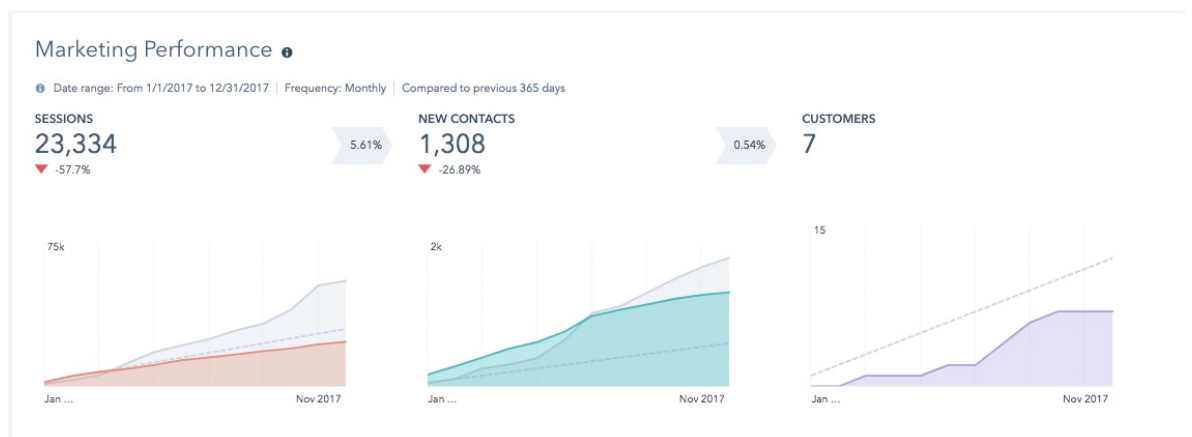 Marketing Performance
Date range: From 1/1/2017 to 12/31/2017 | Frequency: Monthly | Compared to previous 365 days
SESSIONS
23,334
-57.7%
5.61%
NEW CONTACTS
1,308
-26.89%
0.54%
CUSTOMERS
7
75k
Jan ...
Nov 2017
2k
Jan ...
Nov 2017
15
Jan ...
Nov 2017